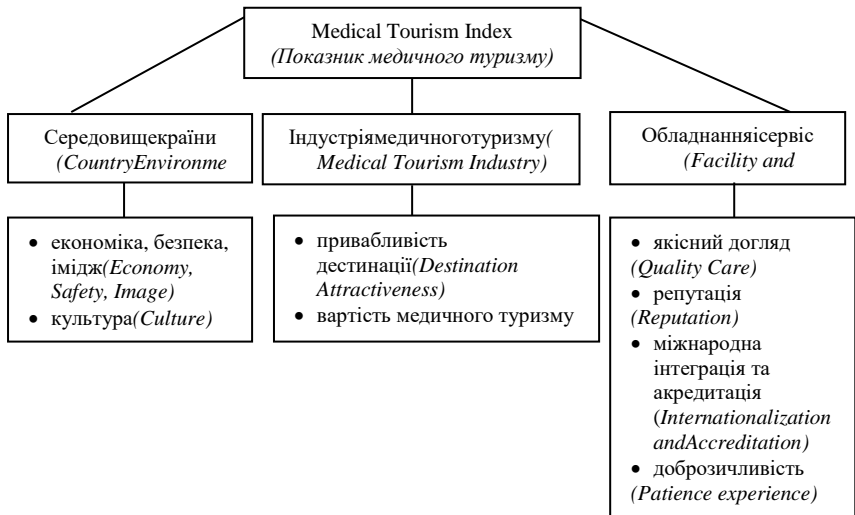 Medical Tourism Index
(Показник медичного туризму)
Середовищекраїни
(CountryEnvironme
Індустріямедичноготуризму(
Medical Tourism Industry)
Обладнанняісервіс
(Facility and
• економіка, безпека,
імідж(Economy,
Safety, Image)
• культура(Culture)
• привабливість
дестинації(Destination
Attractiveness)
• вартість медичного туризму
• якісний догляд
(Quality Care)
• репутація
(Reputation)
• міжнародна
інтеграція та
акредитація
(Internationalization
andAccreditation)
• доброзичливість
(Patience experience)